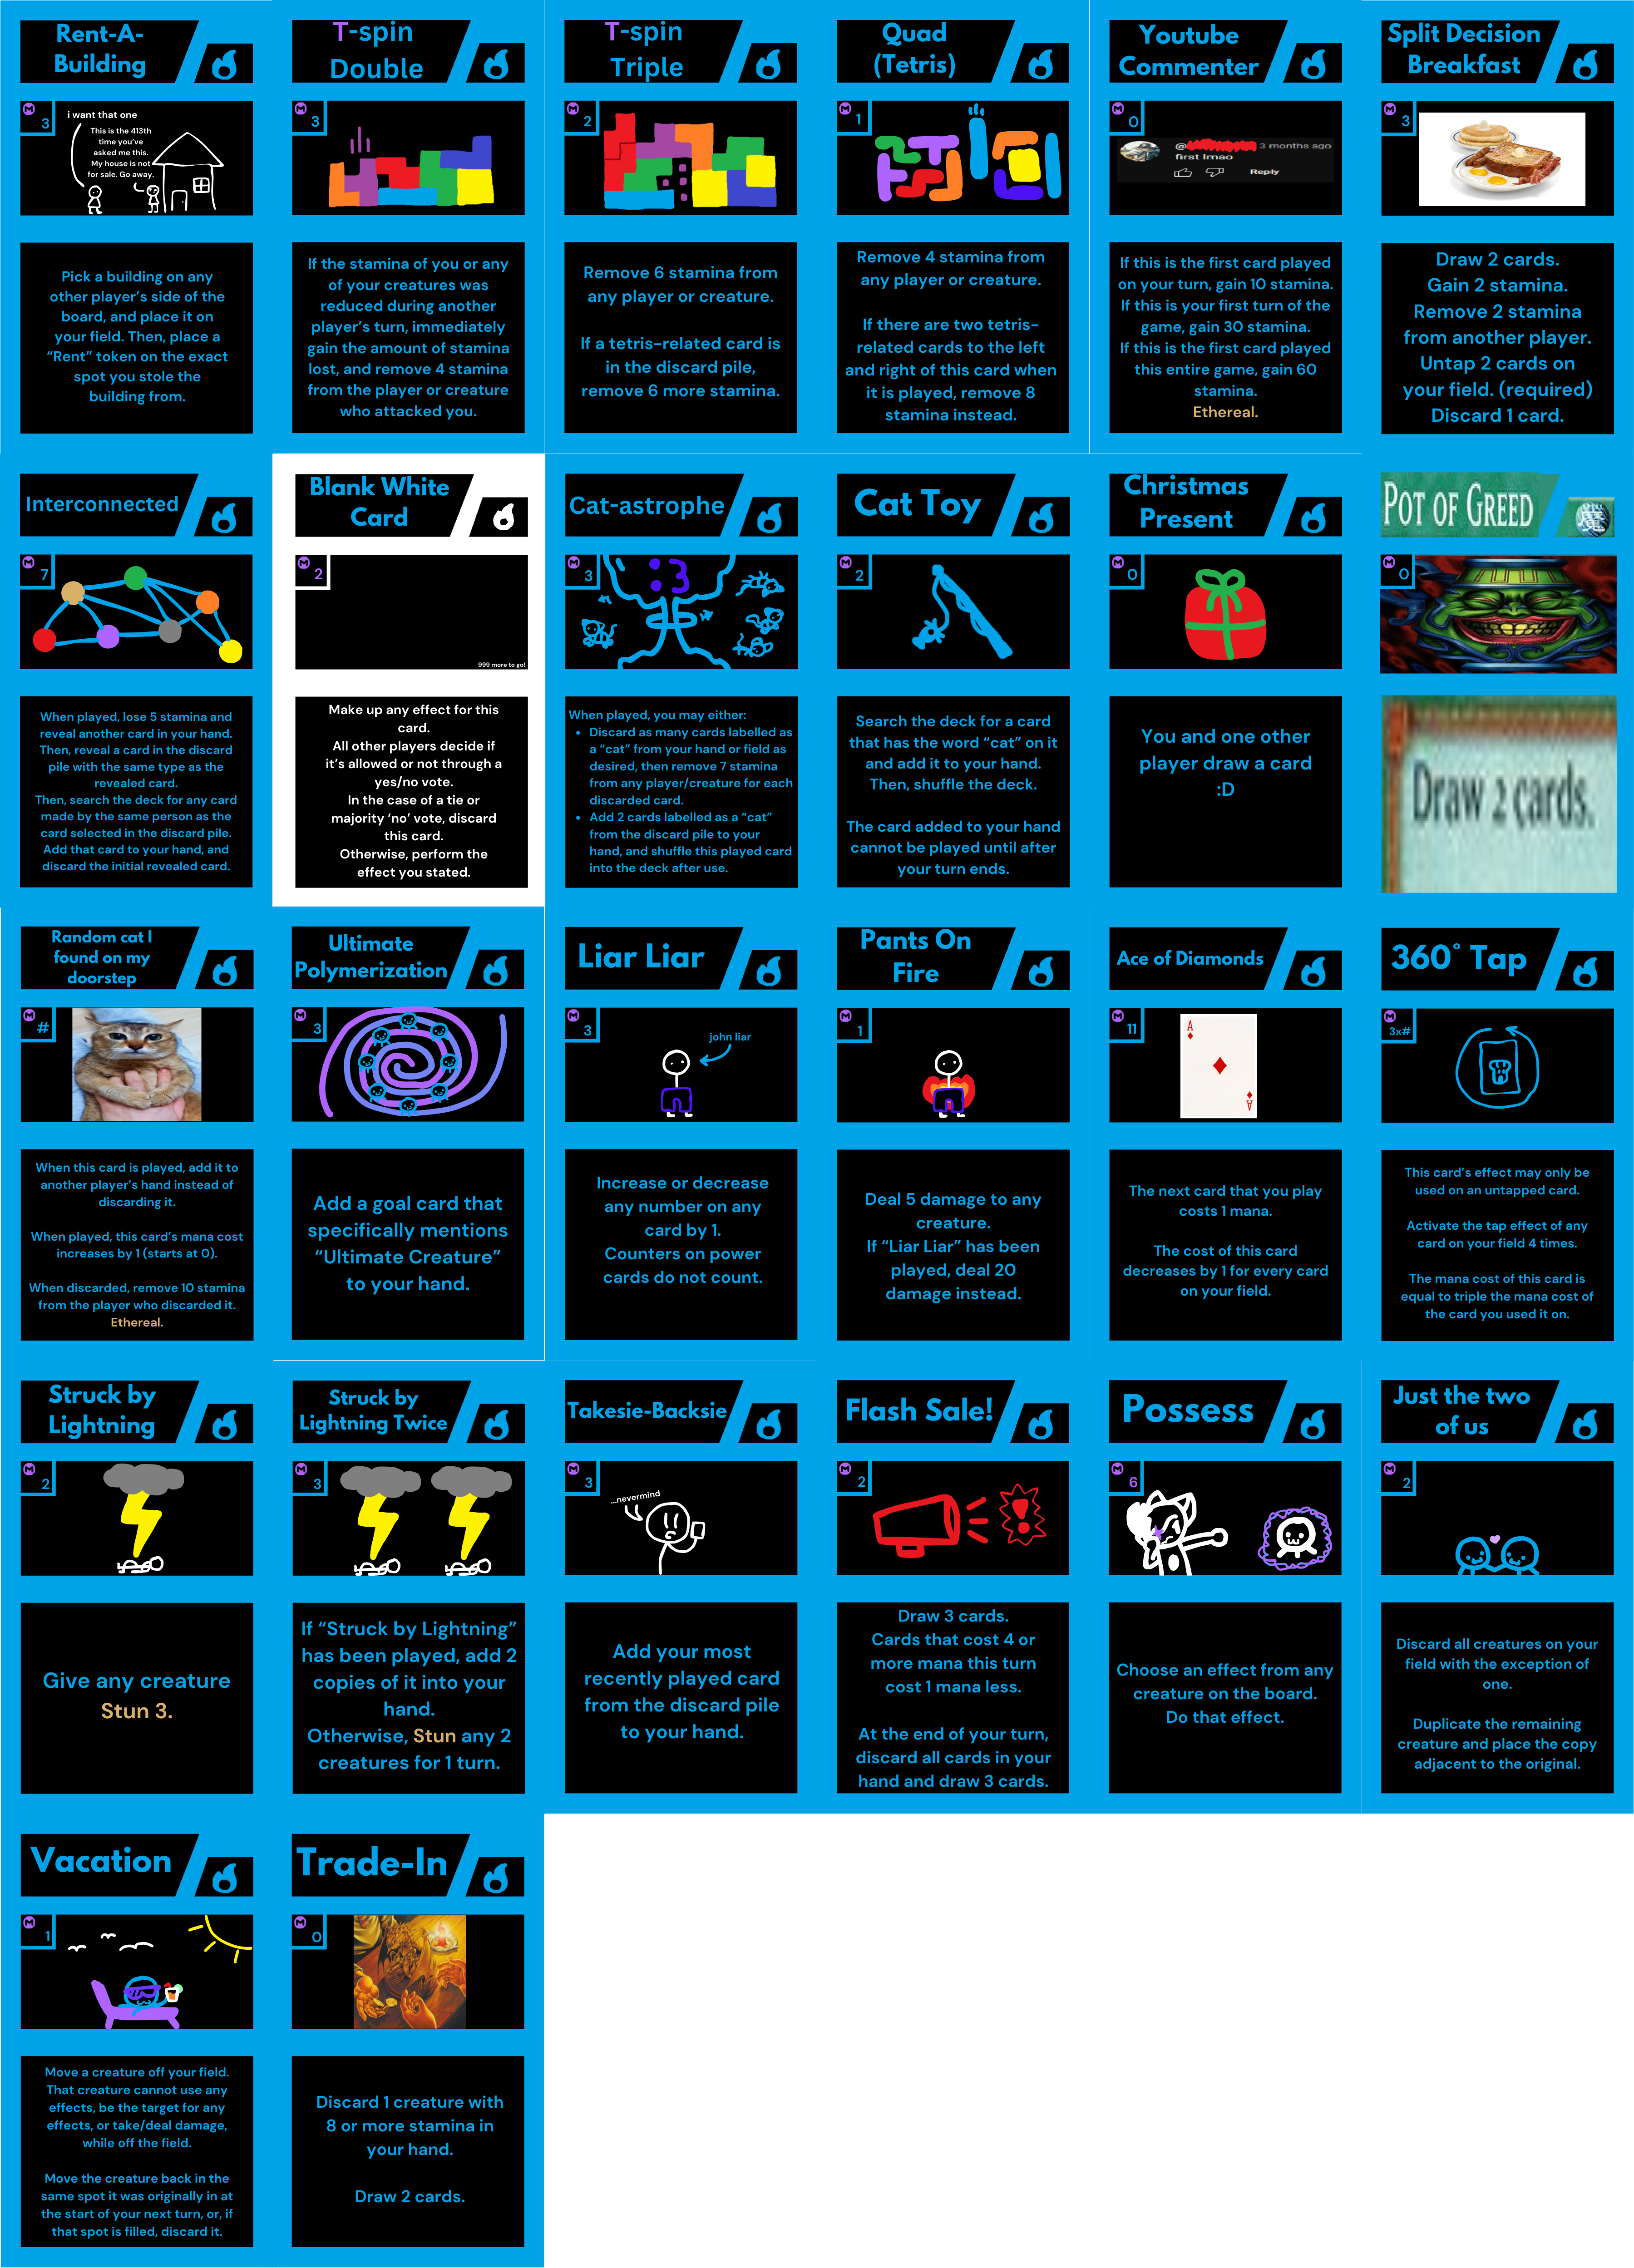 Rent-A-
Building
M
3
i want that one
This is the 413th
time you've
asked me this.
My house is not
for sale. Go away.
Pick a building on any
other player's side of the
board, and place it on
your field. Then, place a
“Rent” token on the exact
spot you stole the
building from.
T-spin
Double
M
3
If the stamina of you or any
of your creatures was
reduced during another
player's turn, immediately
gain the amount of stamina
lost, and remove 4 stamina
from the player or creature
who attacked you.
T-spin
Triple
M
2
Remove 6 stamina from
any player or creature.
If a tetris-related card is
in the discard pile,
remove 6 more stamina.
Quad
(Tetris)
M
1
Remove 4 stamina from
any player or creature.
If there are two tetris-
related cards to the left
and right of this card when
it is played, remove 8
stamina instead.
Youtube
Commenter
M
0
@
3 months ago
first lmao
Reply
If this is the first card played
on your turn, gain 10 stamina.
If this is your first turn of the
game, gain 30 stamina.
If this is the first card played
this entire game, gain 60
stamina.
Ethereal.
Split Decision
Breakfast
M
3
Draw 2 cards.
Gain 2 stamina.
Remove 2 stamina
from another player.
Untap 2 cards on
your field. (required)
Discard 1 card.
Interconnected
M
7
When played, lose 5 stamina and
reveal another card in your hand.
Then, reveal a card in the discard
pile with the same type as the
revealed card.
Then, search the deck for any card
made by the same person as the
card selected in the discard pile.
Add that card to your hand, and
discard the initial revealed card.
Blank White
Card
M
2
999 more to go!
Make up any effect for this
card.
All other players decide if
it's allowed or not through a
yes/no vote.
In the case of a tie or
majority ‘no’ vote, discard
this card.
Otherwise, perform the
effect you stated.
Cat-astrophe
M
3
:3
When played, you may either:
• Discard as many cards labelled as
a “cat” from your hand or field as
desired, then remove 7 stamina
from any player/creature for each
discarded card.
• Add 2 cards labelled as a “cat”
from the discard pile to your
hand, and shuffle this played card
into the deck after use.
Cat Toy
M
2
Search the deck for a card
that has the word “cat” on it
and add it to your hand.
Then, shuffle the deck.
The card added to your hand
cannot be played until after
your turn ends.
Christmas
Present
M
0
You and one other
player draw a card
:D
POT OF GREED
魔
M
0
Draw 2 cards.
Random cat I
found on my
doorstep
M
#
When this card is played, add it to
another player's hand instead of
discarding it.
When played, this card's mana cost
increases by 1 (starts at 0).
When discarded, remove 10 stamina
from the player who discarded it.
Ethereal.
Ultimate
Polymerization
M
3
Add a goal card that
specifically mentions
“Ultimate Creature”
to your hand.
Liar Liar
M
3
john liar
Increase or decrease
any number on any
card by 1.
Counters on power
cards do not count.
Pants On
Fire
M
1
Deal 5 damage to any
creature.
If “Liar Liar” has been
played, deal 20
damage instead.
Ace of Diamonds
M
11
A
A
The next card that you play
costs 1 mana.
The cost of this card
decreases by 1 for every card
on your field.
360° Tap
M
3x#
This card's effect may only be
used on an untapped card.
Activate the tap effect of any
card on your field 4 times.
The mana cost of this card is
equal to triple the mana cost of
the card you used it on.
Struck by
Lightning
M
2
Give any creature
Stun 3.
Struck by
Lightning Twice
M
3
If “Struck by Lightning”
has been played, add 2
copies of it into your
hand.
Otherwise, Stun any 2
creatures for 1 turn.
Takesie-Backsie
M
3
...nevermind
Add your most
recently played card
from the discard pile
to your hand.
Flash Sale!
M
2
!
Draw 3 cards.
Cards that cost 4 or
more mana this turn
cost 1 mana less.
At the end of your turn,
discard all cards in your
hand and draw 3 cards.
Possess
M
6
Choose an effect from any
creature on the board.
Do that effect.
Just the two
of us
M
2
Discard all creatures on your
field with the exception of
one.
Duplicate the remaining
creature and place the copy
adjacent to the original.
Vacation
M
1
Move a creature off your field.
That creature cannot use any
effects, be the target for any
effects, or take/deal damage,
while off the field.
Move the creature back in the
same spot it was originally in at
the start of your next turn, or, if
that spot is filled, discard it.
Trade-In
M
0
Discard 1 creature with
8 or more stamina in
your hand.
Draw 2 cards.